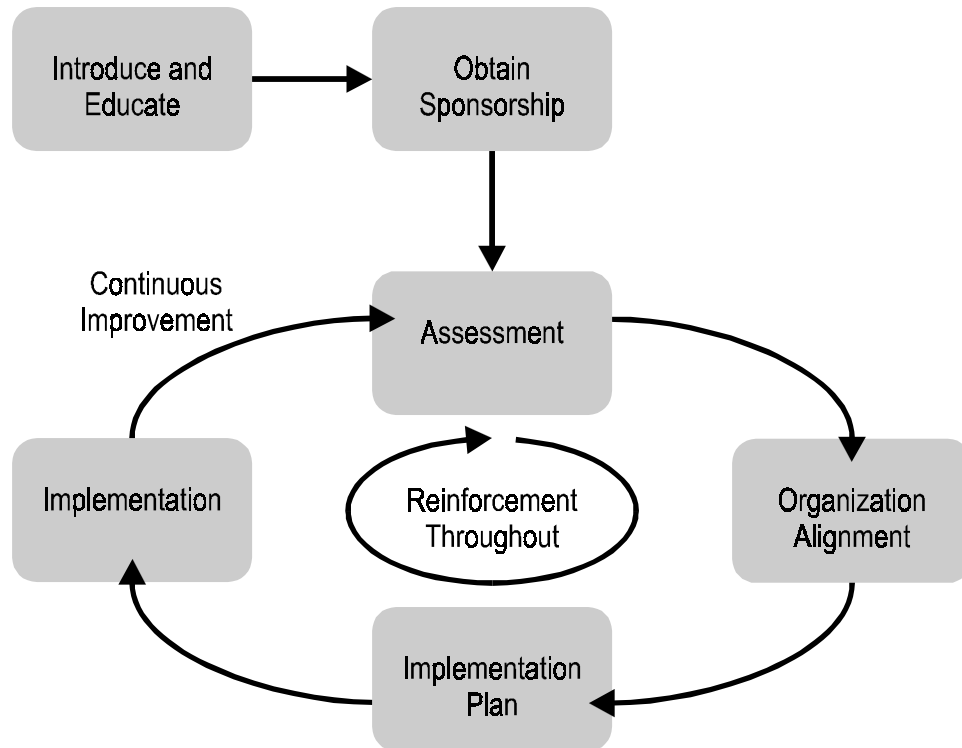 Introduce and
Educate
Obtain
Sponsorship
Continuous
Improvement
Assessment
Implementation
Reinforcement
Throughout
Organization
Alignment
Implementation
Plan